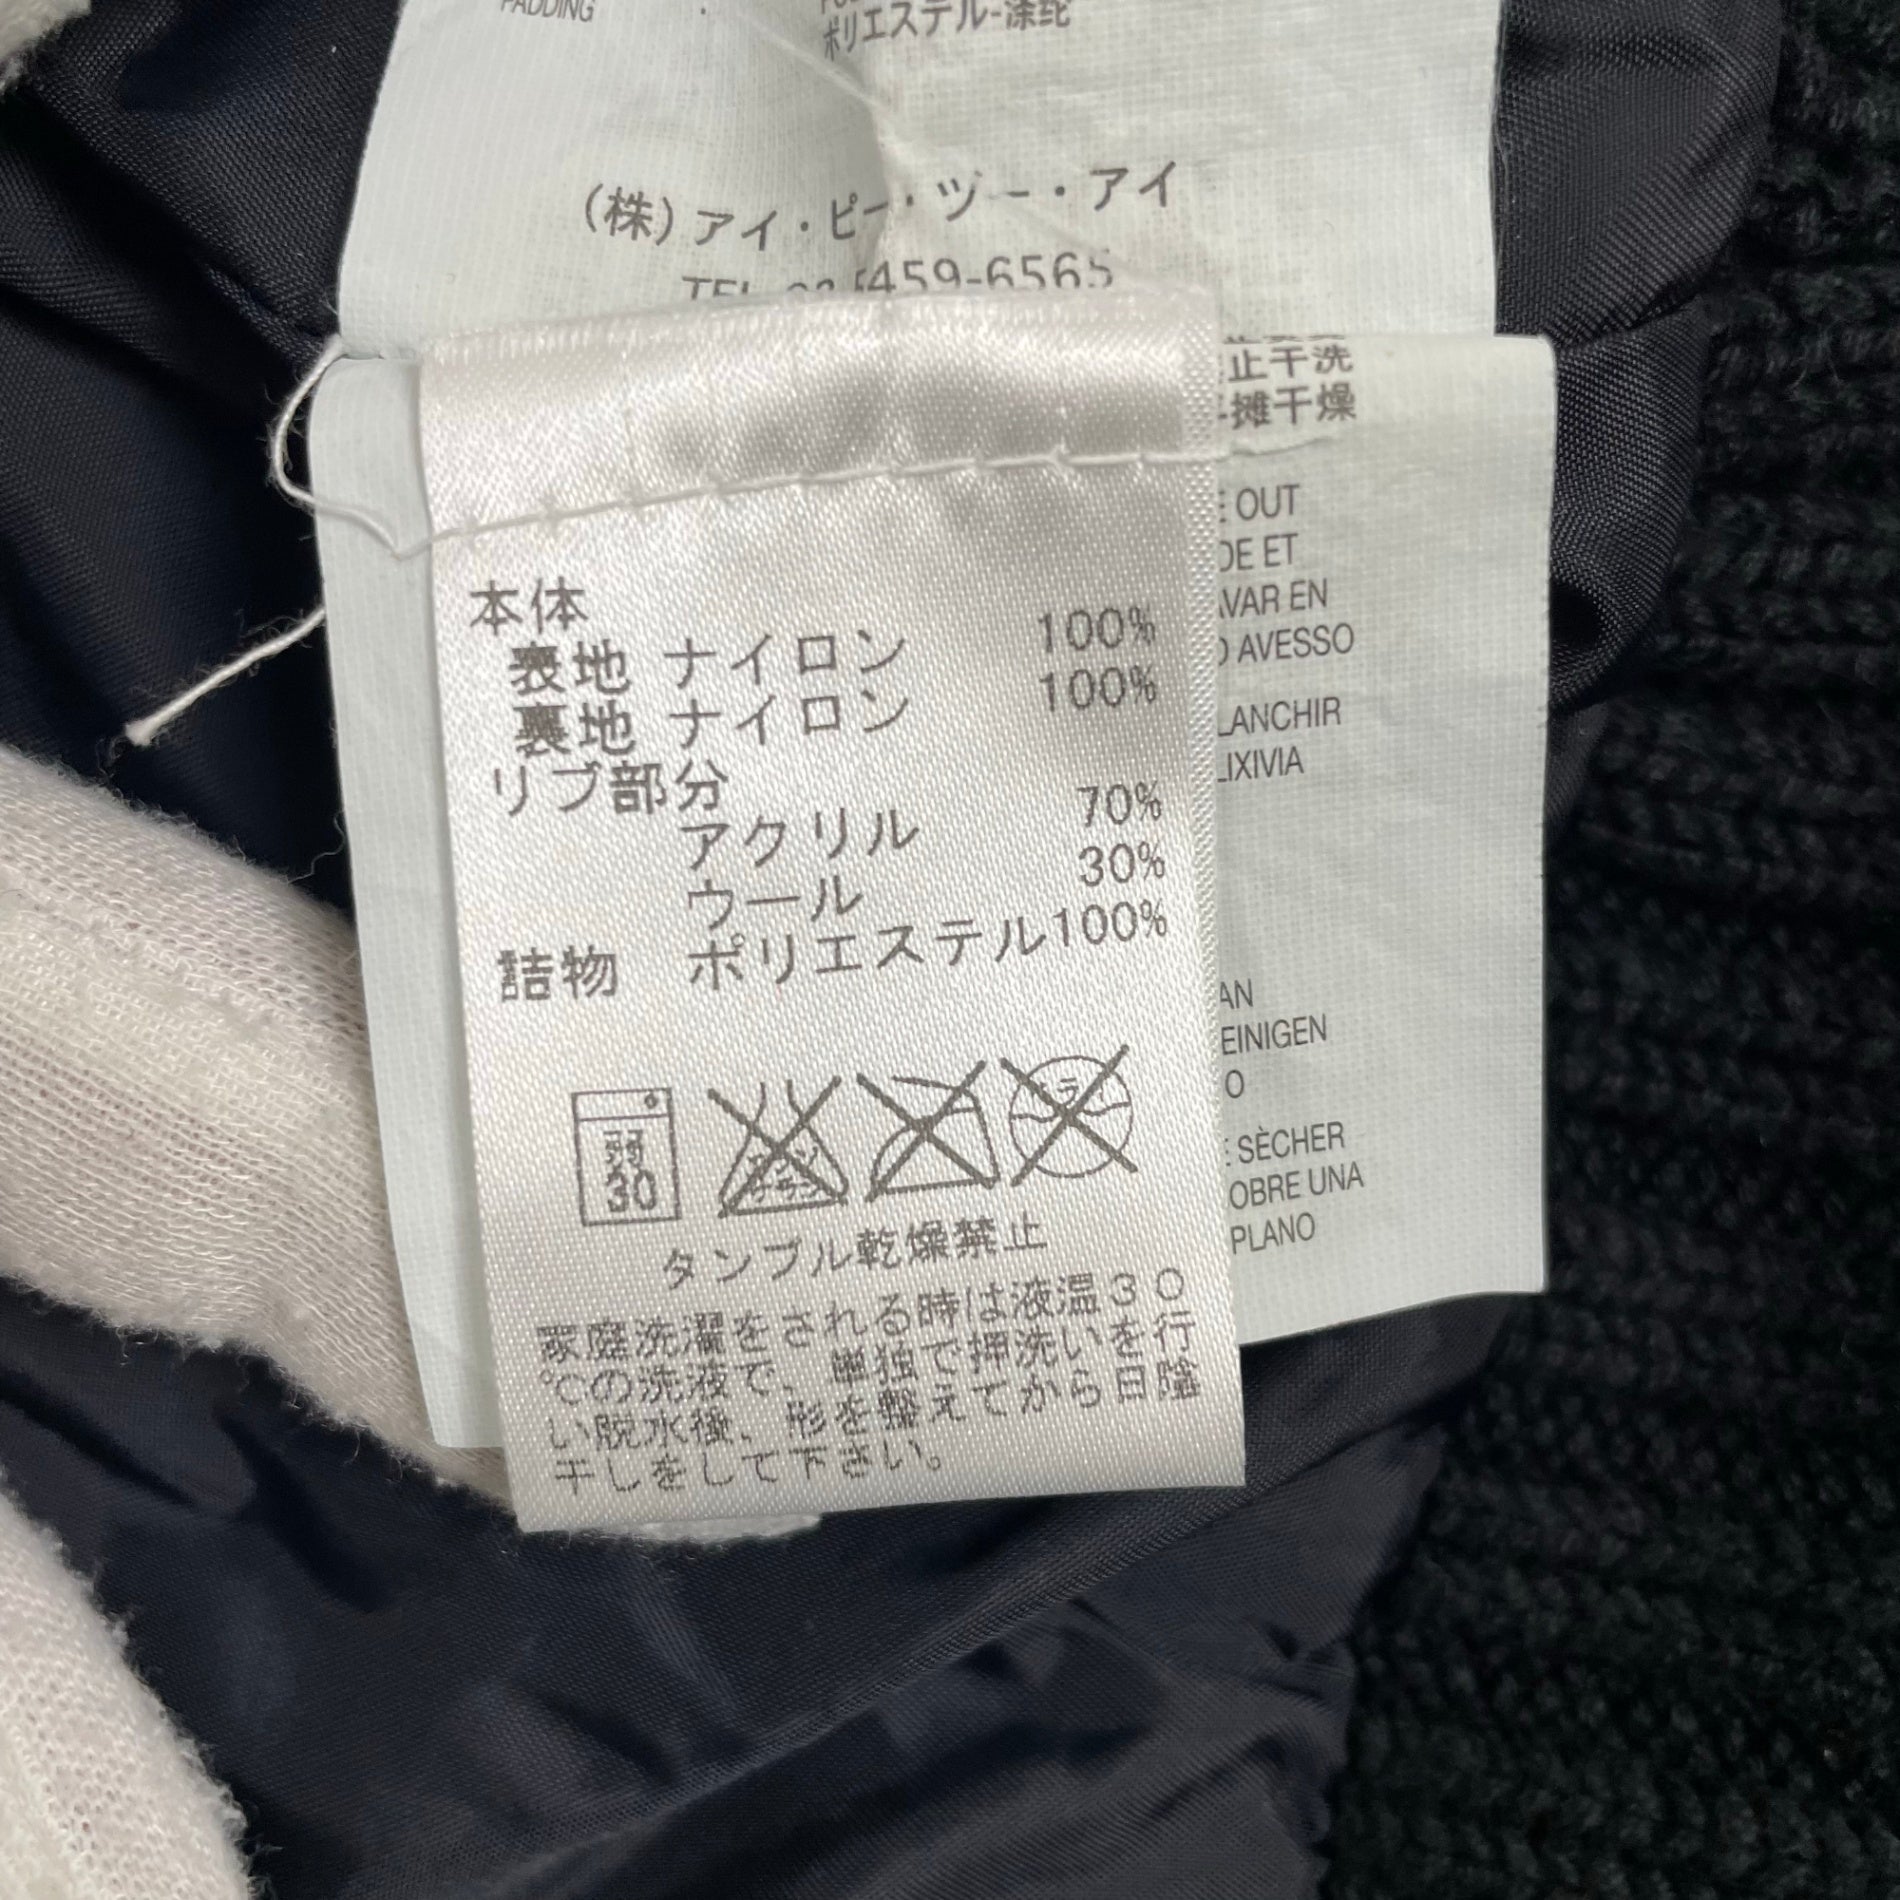 PADDING
ポリエステル-涤纶
(株)アイ・ピー・ツー・アイ
459-6565
止干洗
摊干燥
OUT
DE ET
AVAR EN
AVESSO
LANCHIR
LIXIVIA
AN
EINIGEN
O
SÈCHER
OBRE UNA
PLANO
本体
表地 ナイロン 100%
裏地 ナイロン 100%
リブ部分
アクリル 70%
ウール 30%
詰物 ポリエステル100%
弱
30
タンブル乾燥禁止
家庭洗濯をされる時は液温30
℃の洗液で、単独で押洗いを行
い脱水後、形を整えてから日陰
干しをして下さい。